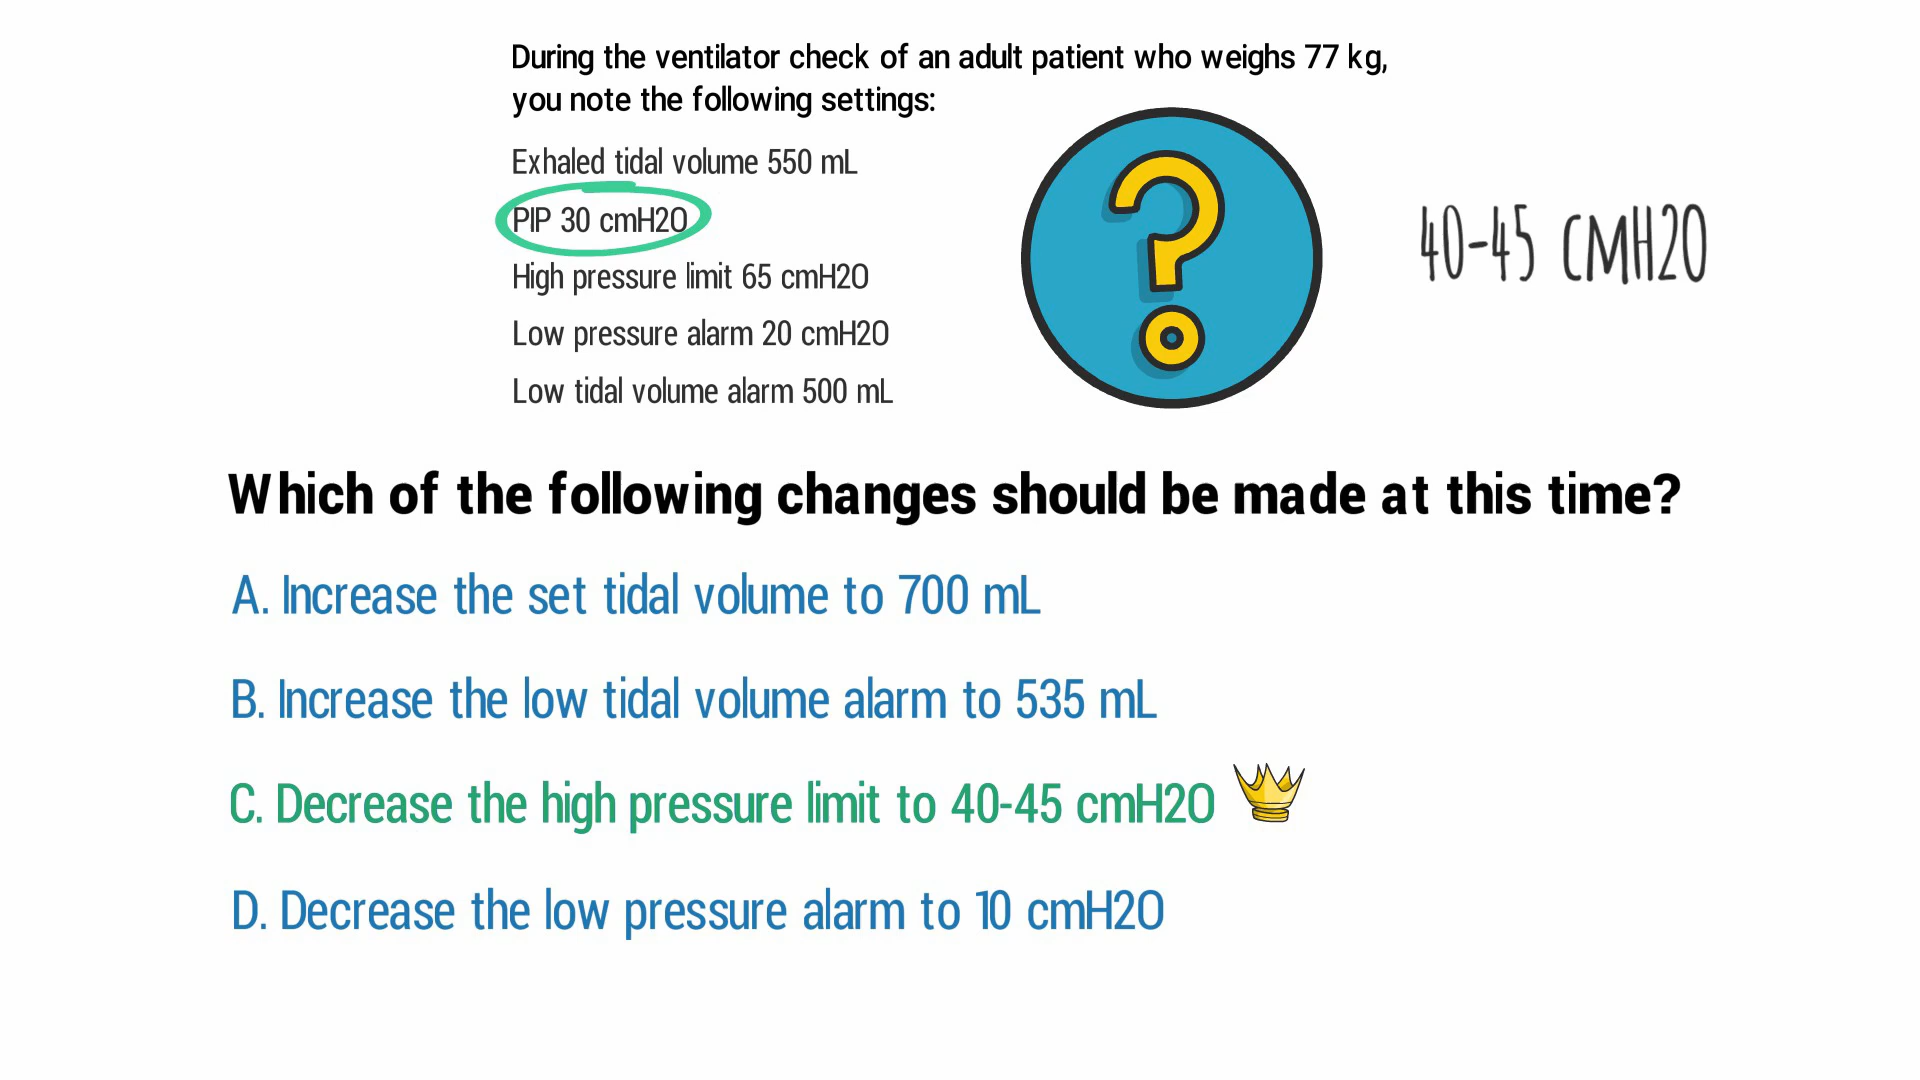 During the ventilator check of an adult patient who weighs 77 kg,
you note the following settings:
Exhaled tidal volume 550 mL
PIP 30 cmH2O
High pressure limit 65 cmH2O
Low pressure alarm 20 cmH2O
Low tidal volume alarm 500 mL
40-45 CMH2O
Which of the following changes should be made at this time?
A. Increase the set tidal volume to 700 mL
B. Increase the low tidal volume alarm to 535 mL
C. Decrease the high pressure limit to 40-45 cmH2O
D. Decrease the low pressure alarm to 10 cmH2O